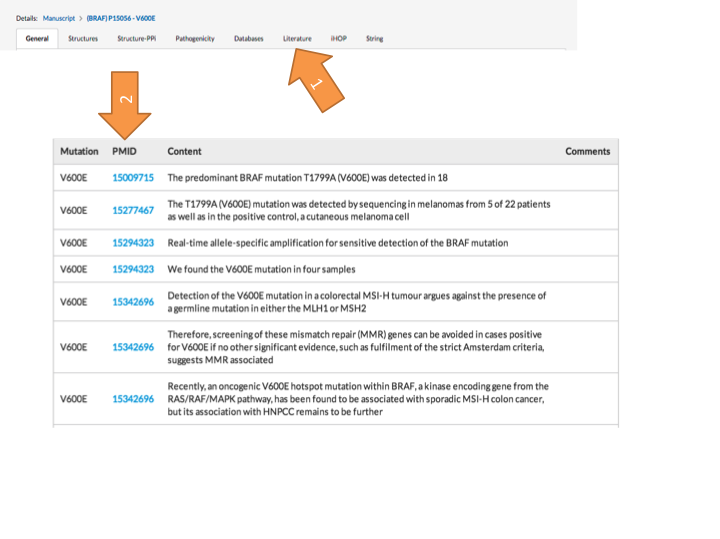 Details: Manuscript > (BRAF) P15056 - V600E
General Structures Structure-PPI Pathogenicity Databases Literature iHOP String
1
2
Mutation PMID Content Comments
V600E 15009715 The predominant BRAF mutation T1799A (V600E) was detected in 18
V600E 15277467 The T1799A (V600E) mutation was detected by sequencing in melanomas from 5 of 22 patients
as well as in the positive control, a cutaneous melanoma cell
V600E 15294323 Real-time allele-specific amplification for sensitive detection of the BRAF mutation
V600E 15294323 We found the V600E mutation in four samples
V600E 15342696 Detection of the V600E mutation in a colorectal MSI-H tumour argues against the presence of
a germline mutation in either the MLH1 or MSH2
V600E 15342696 Therefore, screening of these mismatch repair (MMR) genes can be avoided in cases positive
for V600E if no other significant evidence, such as fulfilment of the strict Amsterdam criteria,
suggests MMR associated
V600E 15342696 Recently, an oncogenic V600E hotspot mutation within BRAF, a kinase encoding gene from the
RAS/RAF/MAPK pathway, has been found to be associated with sporadic MSI-H colon cancer,
but its association with HNPCC remains to be further